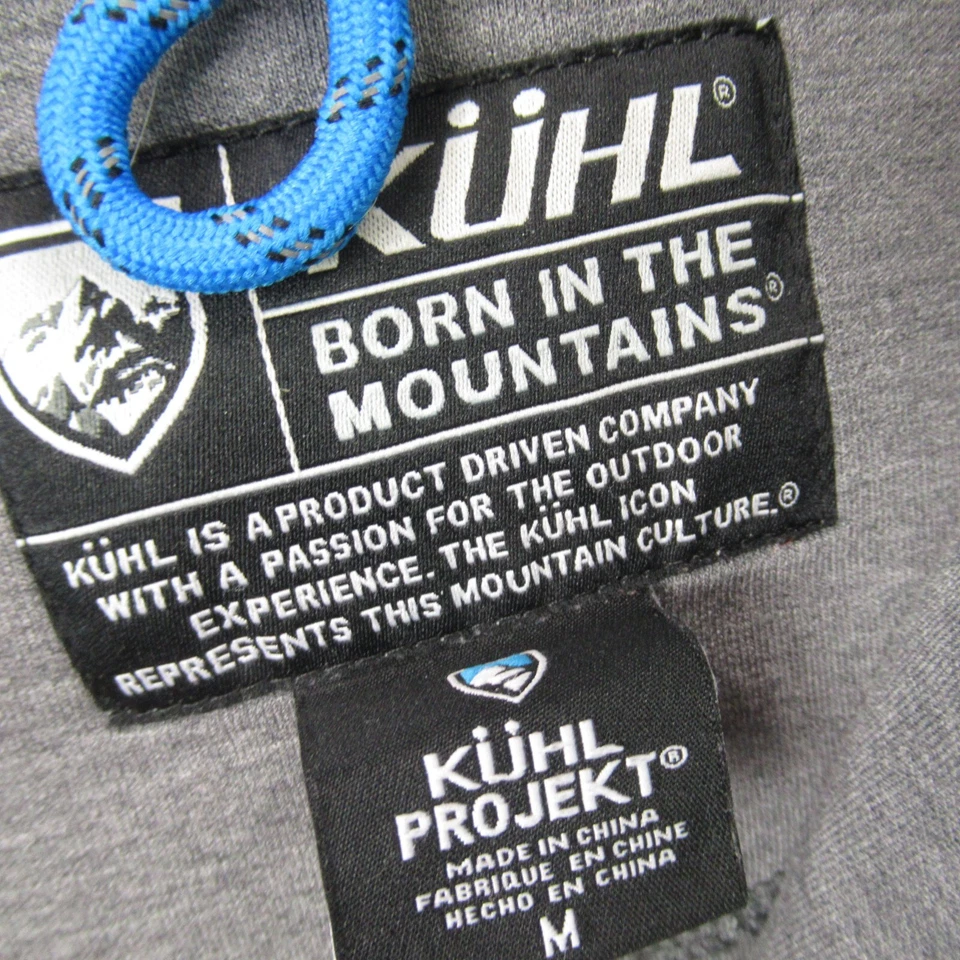 KÜHL®
BORN IN THE
MOUNTAINS®
KÜHL IS A PRODUCT DRIVEN COMPANY
WITH A PASSION FOR THE OUTDOOR
EXPERIENCE. THE KÜHL ICON
REPRESENTS THIS MOUNTAIN CULTURE.®
KÜHL
PROJEKT®
MADE IN CHINA
FABRIQUE EN CHINE
HECHO EN CHINA
M